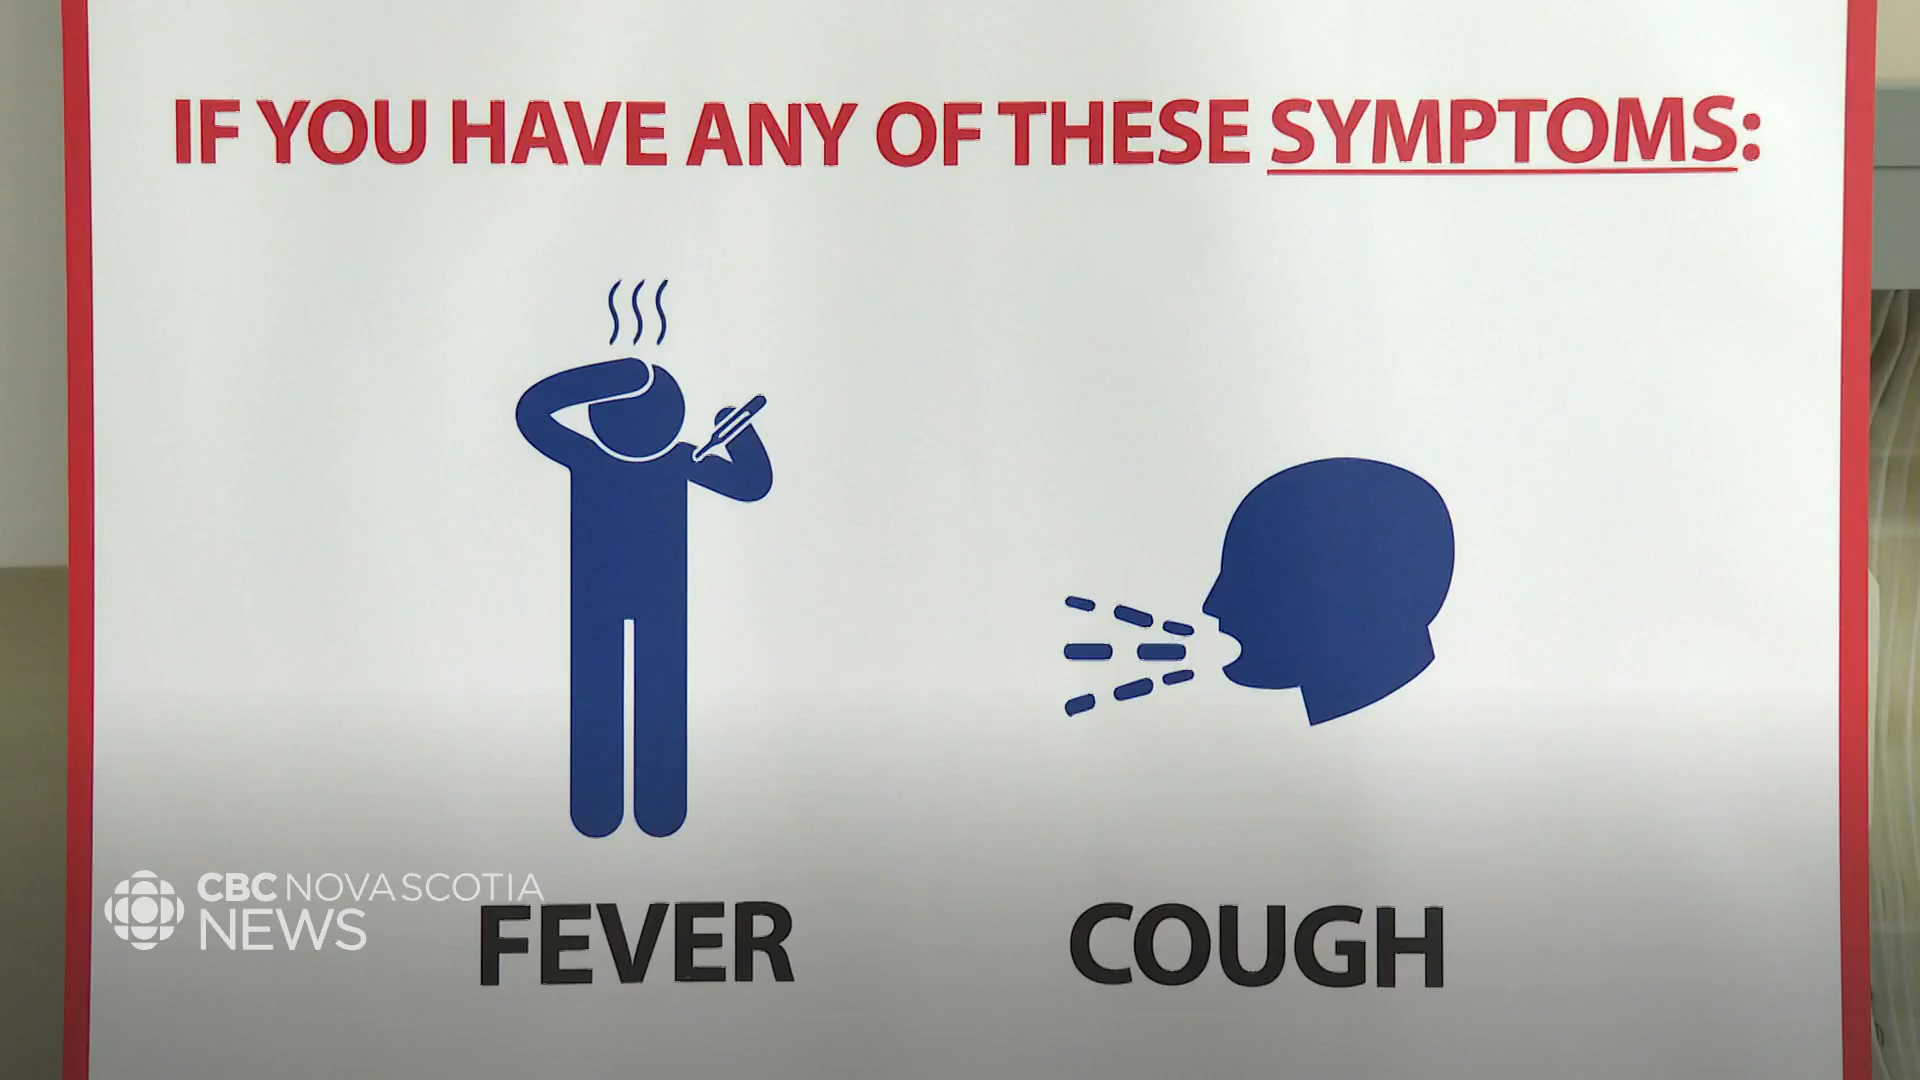 IF YOU HAVE ANY OF THESE SYMPTOMS:
CBC NOVA SCOTIA
NEWS
FEVER COUGH